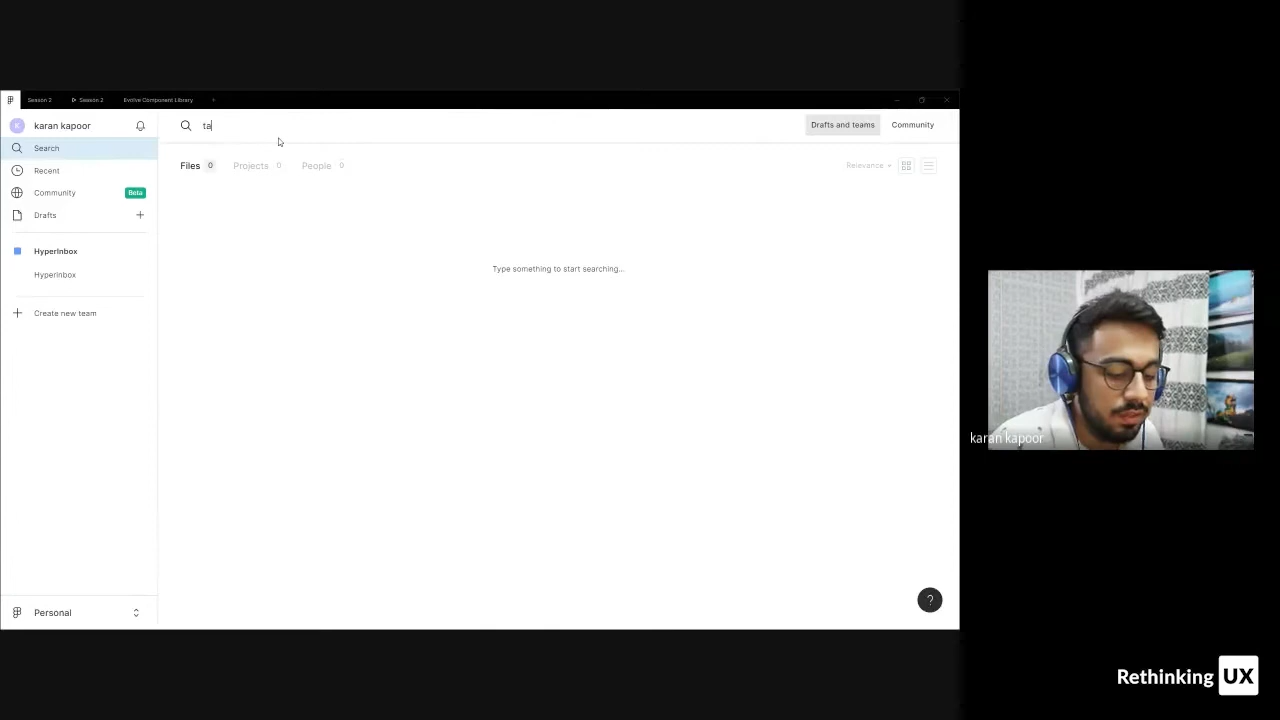 Season 2
Season 2
Evolve Component Library
+
K
karan kapoor
ta
Drafts and teams
Community
Search
Files 0
Projects 0
People 0
Relevance
Recent
Community
Beta
Drafts
+
HyperInbox
HyperInbox
Type something to start searching...
+ Create new team
Personal
?
karan kapoor
Rethinking UX